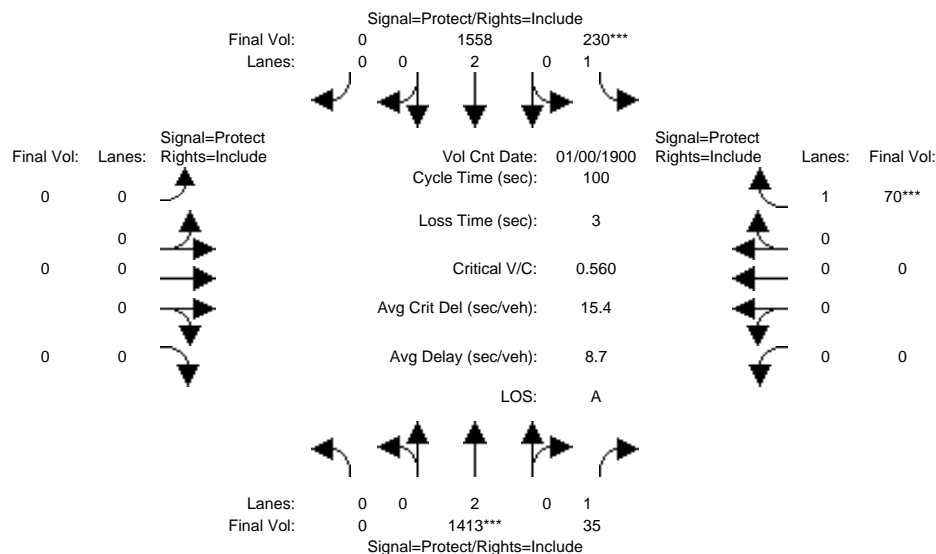 Signal=Protect/Rights=Include
Final Vol: 0 1558 230***
Lanes: 0 0 2 0 1
Signal=Protect
Final Vol: Lanes: Rights=Include
Vol Cnt Date: 01/00/1900
Signal=Protect
Rights=Include Lanes: Final Vol:
Cycle Time (sec): 100
0 0
1 70***
Loss Time (sec): 3
0
0
0 0
Critical V/C: 0.560
0 0
0
Avg Crit Del (sec/veh): 15.4
0
0 0
Avg Delay (sec/veh): 8.7
0 0
LOS: A
Lanes: 0 0 2 0 1
Final Vol: 0 1413*** 35
Signal=Protect/Rights=Include